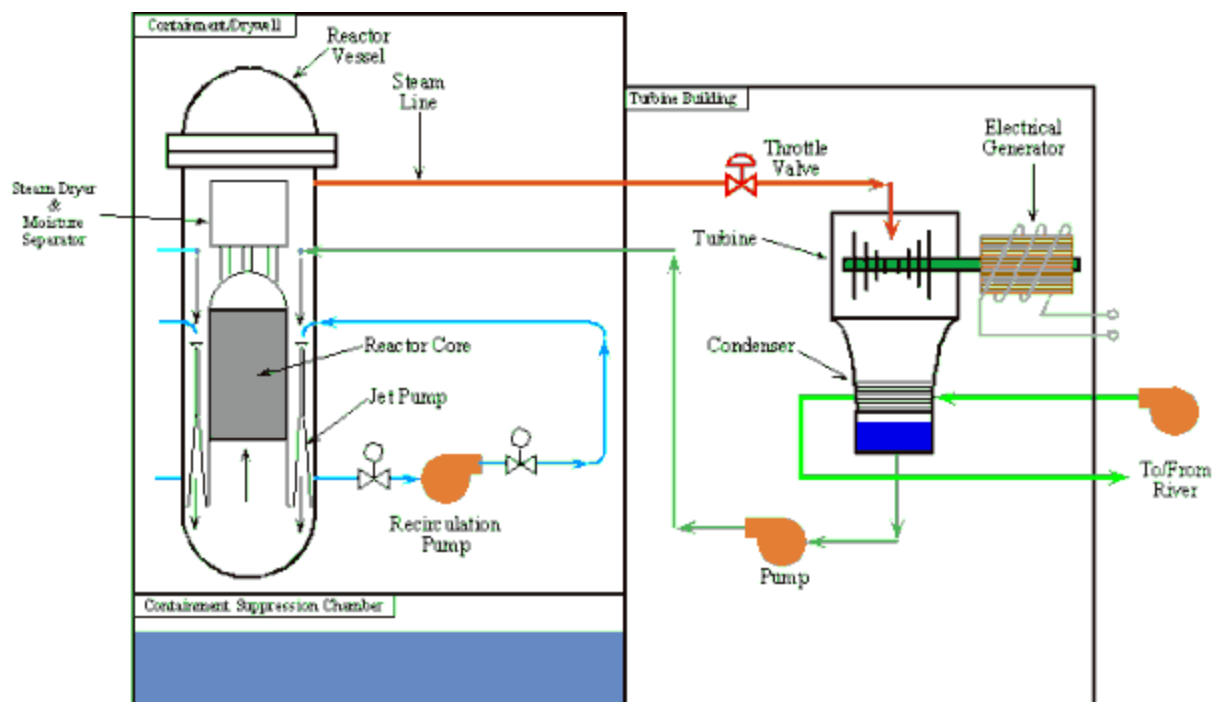 Containment/Drywell
Reactor
Vessel
Steam
Line
Turbine Building
Electrical
Generator
Throttle
Valve
Steam Dryer
&
Moisture
Separator
Turbine
Reactor Core
Condenser
Jet Pump
To/From
River
Recirculation
Pump
Pump
Containment Suppression Chamber